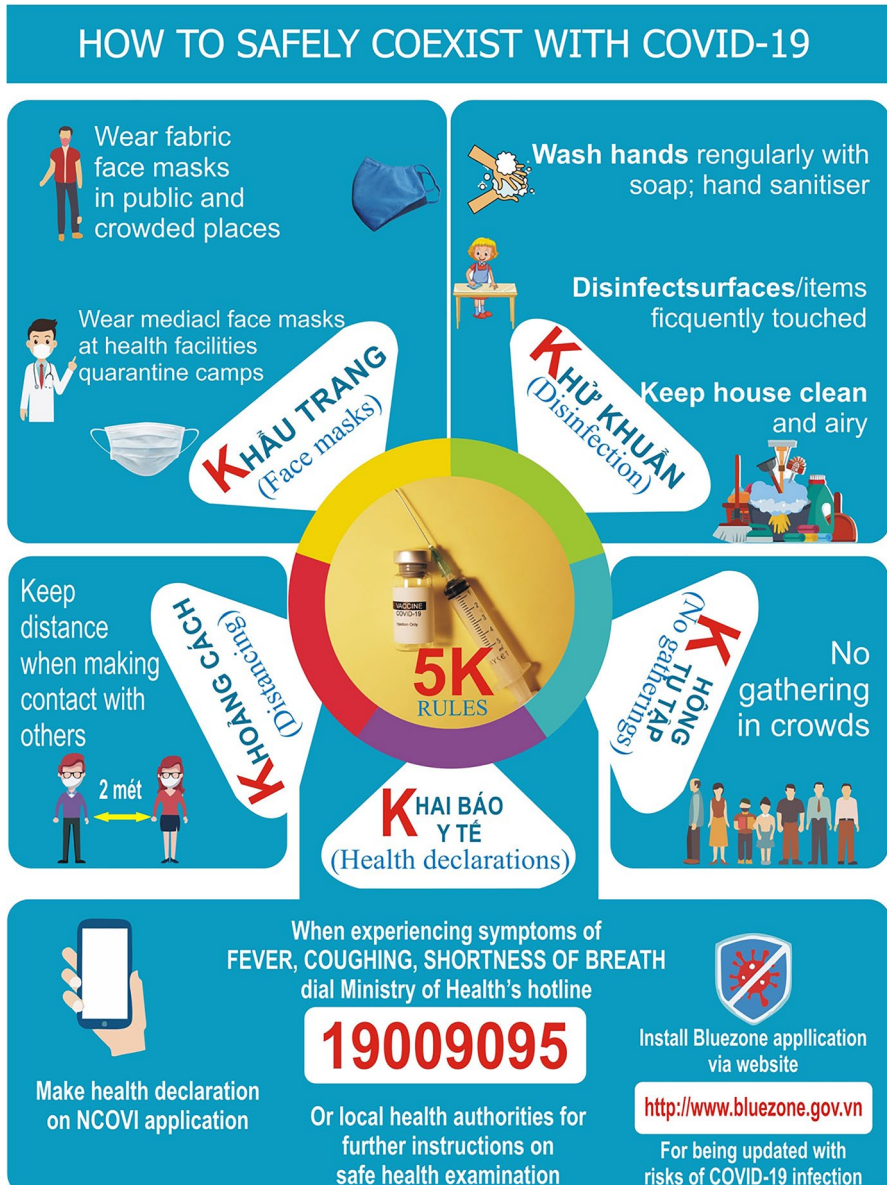 HOW TO SAFELY COEXIST WITH COVID-19
Wear fabric
face masks
in public and
crowded places
Wear mediacl face masks
at health facilities
quarantine camps
KHẨU TRANG
(Face masks)
Wash hands rengularly with
soap; hand sanitiser
Disinfectsurfaces/items
ficquently touched
Keep house clean
and airy
KHỬ KHUẨN
(Disinfection)
Keep
distance
when making
contact with
others
2 mét
KHOẢNG CÁCH
(Distancing)
VACCINE
COVID-19
5K
RULES
KHÔNG
TỤ TẬP
(No gatherings)
No
gathering
in crowds
KHAI BÁO
Y TẾ
(Health declarations)
Make health declaration
on NCOVI application
When experiencing symptoms of
FEVER, COUGHING, SHORTNESS OF BREATH
dial Ministry of Health's hotline
19009095
Or local health authorities for
further instructions on
safe health examination
Install Bluezone appllication
via website
http://www.bluezone.gov.vn
For being updated with
risks of COVID-19 infection